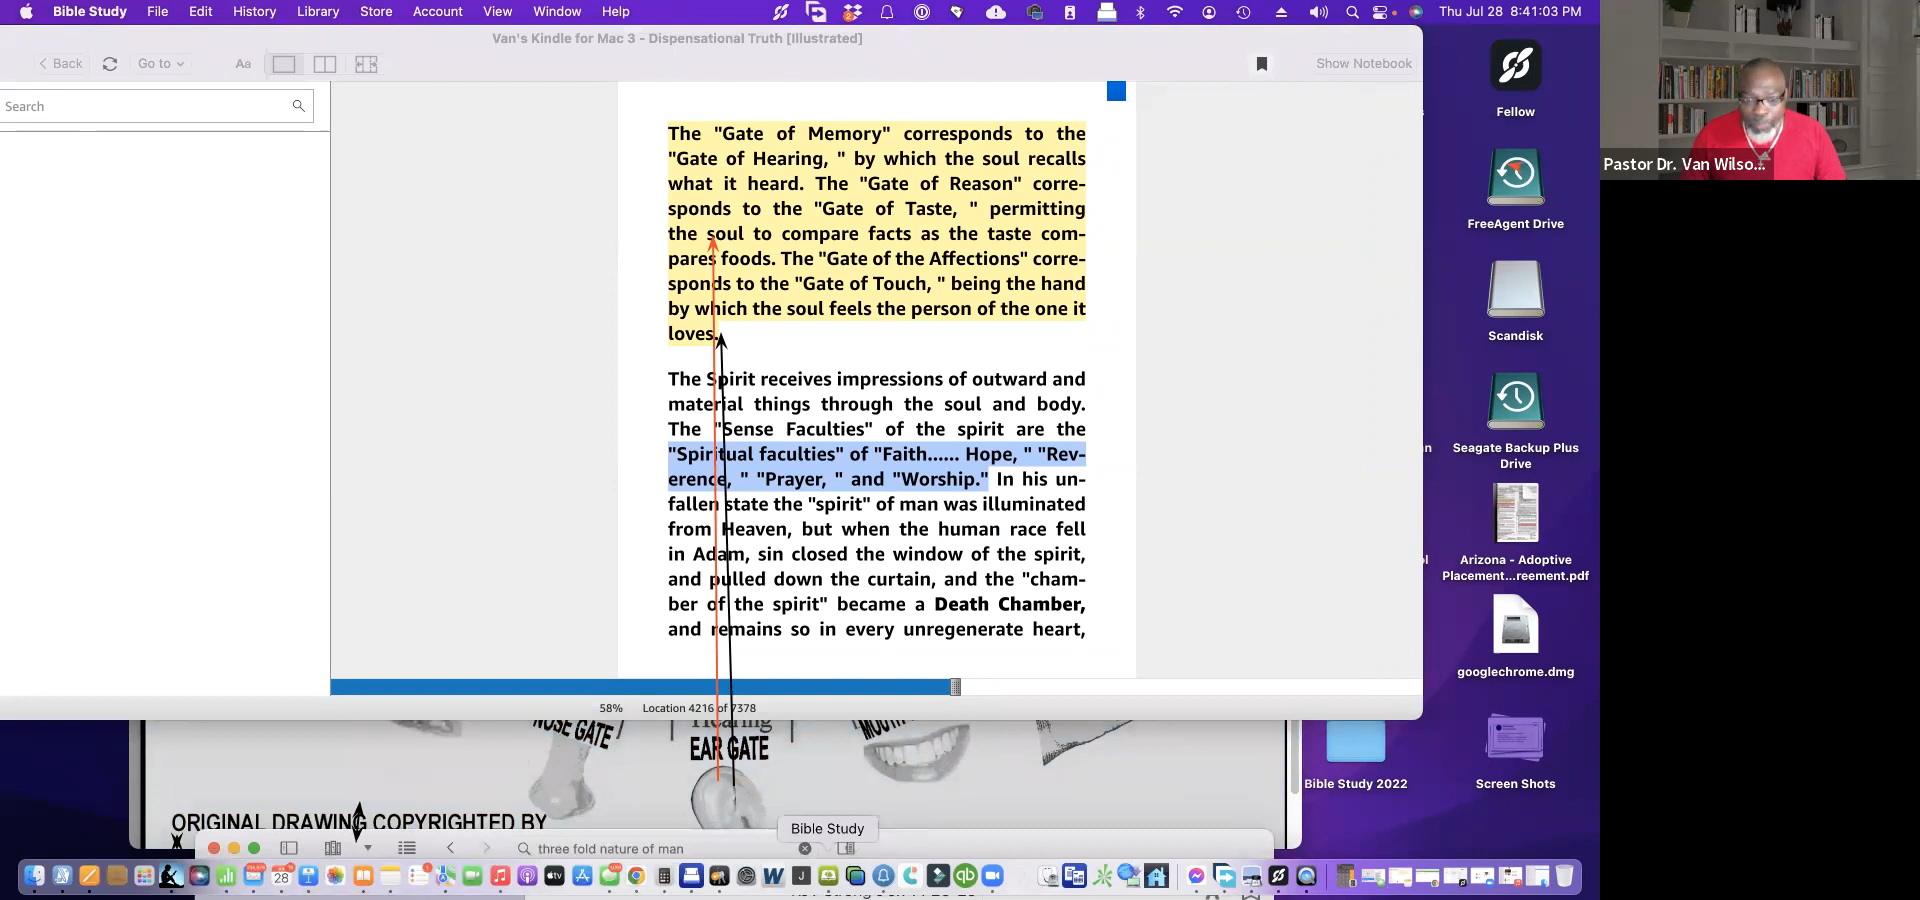 Bible Study File Edit History Library Store Account View Window Help Thu Jul 28 8:41:03 PM
Van's Kindle for Mac 3 - Dispensational Truth [Illustrated]
Back Go to Aa Show Notebook
Search
The "Gate of Memory" corresponds to the
"Gate of Hearing, " by which the soul recalls
what it heard. The "Gate of Reason" corre-
sponds to the "Gate of Taste, " permitting
the soul to compare facts as the taste com-
pares foods. The "Gate of the Affections" corre-
sponds to the "Gate of Touch, " being the hand
by which the soul feels the person of the one it
loves.
The Spirit receives impressions of outward and
material things through the soul and body.
The "Sense Faculties" of the spirit are the
"Spiritual faculties" of "Faith...... Hope, " "Rev-
erence, " "Prayer, " and "Worship." In his un-
fallen state the "spirit" of man was illuminated
from Heaven, but when the human race fell
in Adam, sin closed the window of the spirit,
and pulled down the curtain, and the "cham-
ber of the spirit" became a Death Chamber,
and remains so in every unregenerate heart,
58% Location 4216 of 7378
Hearing
NOSE GATE
EAR GATE
ORIGINAL DRAWING COPYRIGHTED BY
Bible Study
three fold nature of man
Fellow
FreeAgent Drive
Scandisk
Seagate Backup Plus
Drive
Arizona - Adoptive
Placement...reement.pdf
googlechrome.dmg
Bible Study 2022
Screen Shots
Pastor Dr. Van Wilso...
28